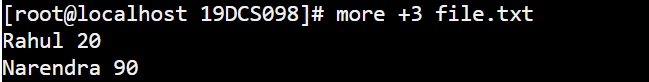 [root@localhost 19DCS098]# more +3 file.txt
Rahul 20
Narendra 90